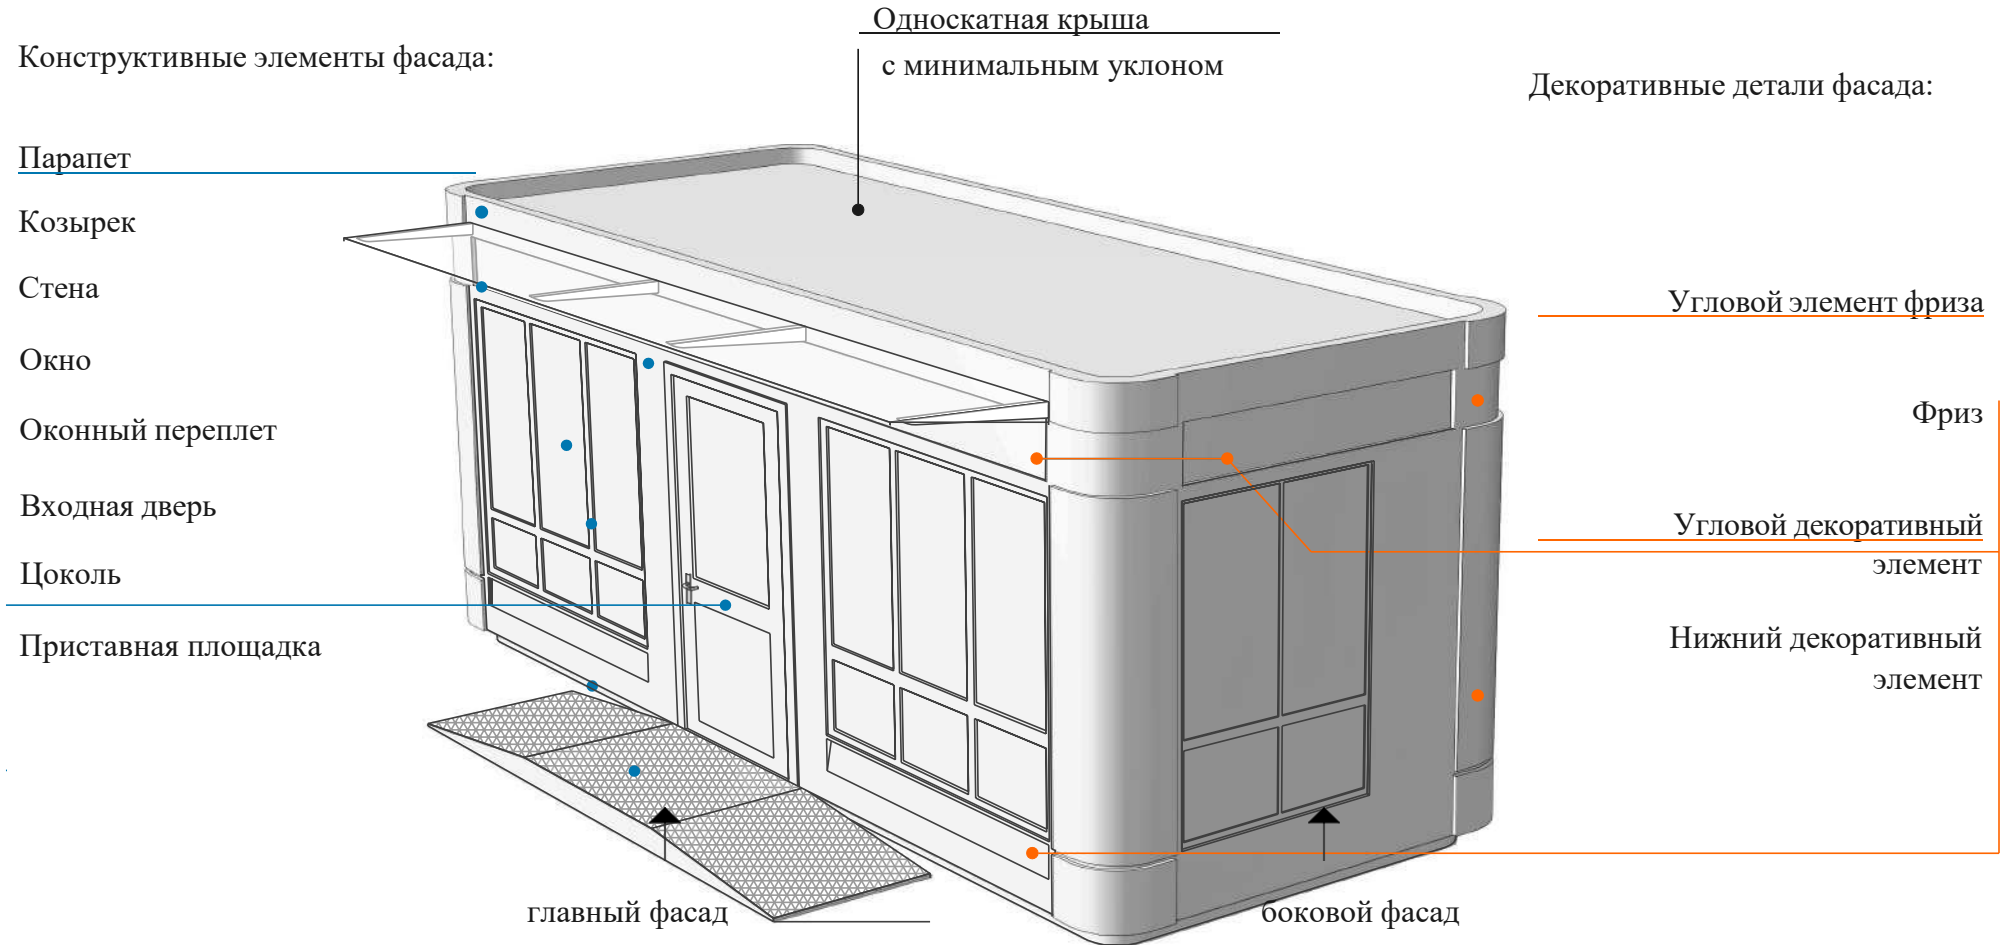 Односкатная крыша
с минимальным уклоном
Конструктивные элементы фасада:
Парапет
Козырек
Стена
Окно
Оконный переплет
Входная дверь
Цоколь
Приставная площадка
Декоративные детали фасада:
Угловой элемент фриза
Фриз
Угловой декоративный
элемент
Нижний декоративный
элемент
главный фасад
боковой фасад